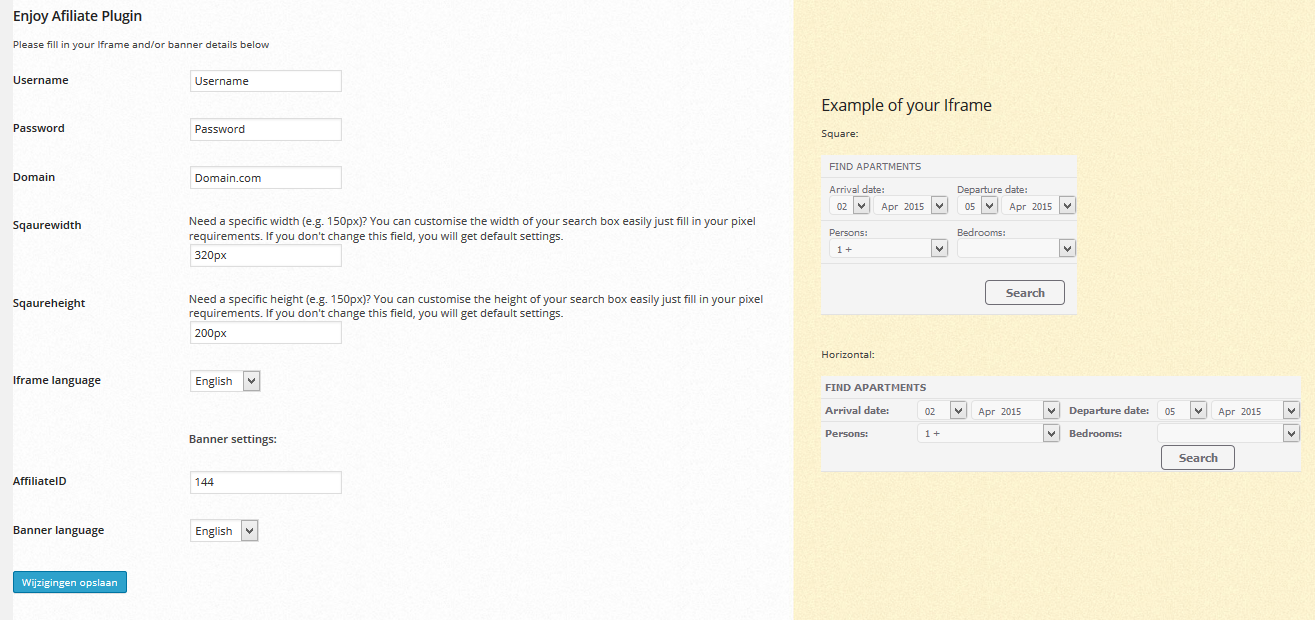 Enjoy Afiliate Plugin
Please fill in your Iframe and/or banner details below
Username
Username
Password
Password
Domain
Domain.com
Sqaurewidth
Need a specific width (e.g. 150px)? You can customise the width of your search box easily just fill in your pixel
requirements. If you don't change this field, you will get default settings.
320px
Sqaureheight
Need a specific height (e.g. 150px)? You can customise the height of your search box easily just fill in your pixel
requirements. If you don't change this field, you will get default settings.
200px
Iframe language
English
Banner settings:
AffiliateID
144
Banner language
English
Wijzigingen opslaan
Example of your Iframe
Square:
FIND APARTMENTS
Arrival date: Departure date:
02 Apr 2015 05 Apr 2015
Persons: Bedrooms:
1 +
Search
Horizontal:
FIND APARTMENTS
Arrival date: 02 Apr 2015 Departure date: 05 Apr 2015
Persons: 1 + Bedrooms:
Search